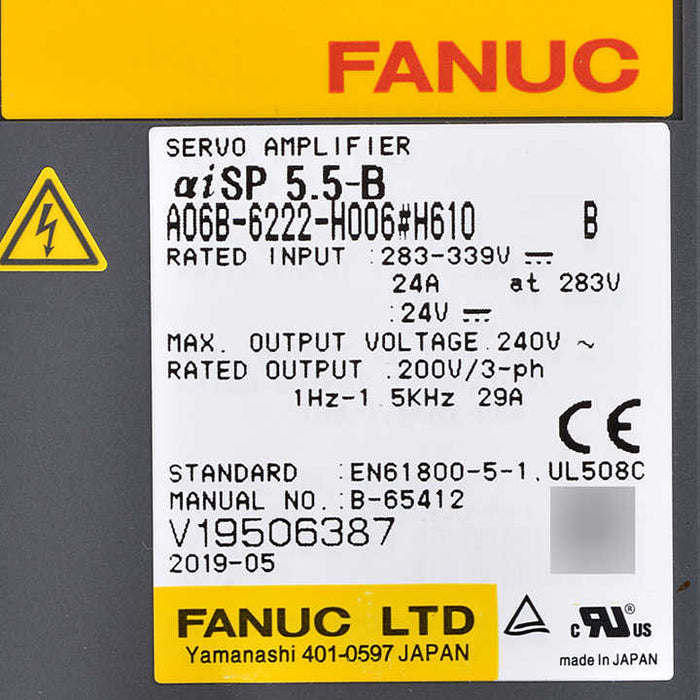 FANUC
SERVO AMPLIFIER
αiSP 5.5-B
A06B-6222-H006#H610 B
RATED INPUT :283-339V ⎓
24A at 283V
:24V ⎓
MAX. OUTPUT VOLTAGE.240V ~
RATED OUTPUT .200V/3-ph
1Hz-1.5KHz 29A
CE
STANDARD :EN61800-5-1,UL508C
MANUAL NO.:B-65412
V19506387
2019-05
FANUC LTD
Yamanashi 401-0597 JAPAN
c RU ® US
made in JAPAN